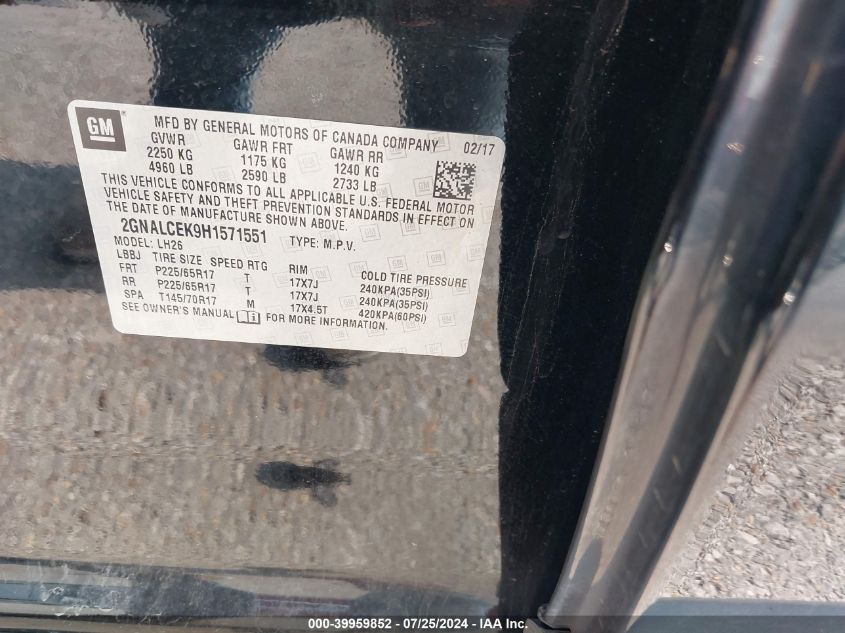 GM
MFD BY GENERAL MOTORS OF CANADA COMPANY 02/17
GVWR GAWR FRT GAWR RR
2250 KG 1175 KG 1240 KG
4960 LB 2590 LB 2733 LB
THIS VEHICLE CONFORMS TO ALL APPLICABLE U.S. FEDERAL MOTOR
VEHICLE SAFETY AND THEFT PREVENTION STANDARDS IN EFFECT ON
THE DATE OF MANUFACTURE SHOWN ABOVE.
2GNALCEK9H1571551 TYPE: M.P.V.
MODEL: LH26
LBBJ TIRE SIZE SPEED RTG RIM COLD TIRE PRESSURE
FRT P225/65R17 T 17X7J 240KPA(35PSI)
RR P225/65R17 T 17X7J 240KPA(35PSI)
SPA T145/70R17 M 17X4.5T 420KPA(60PSI)
SEE OWNER'S MANUAL FOR MORE INFORMATION.
000-39959852 / 07/25/2024 - IAA Inc.